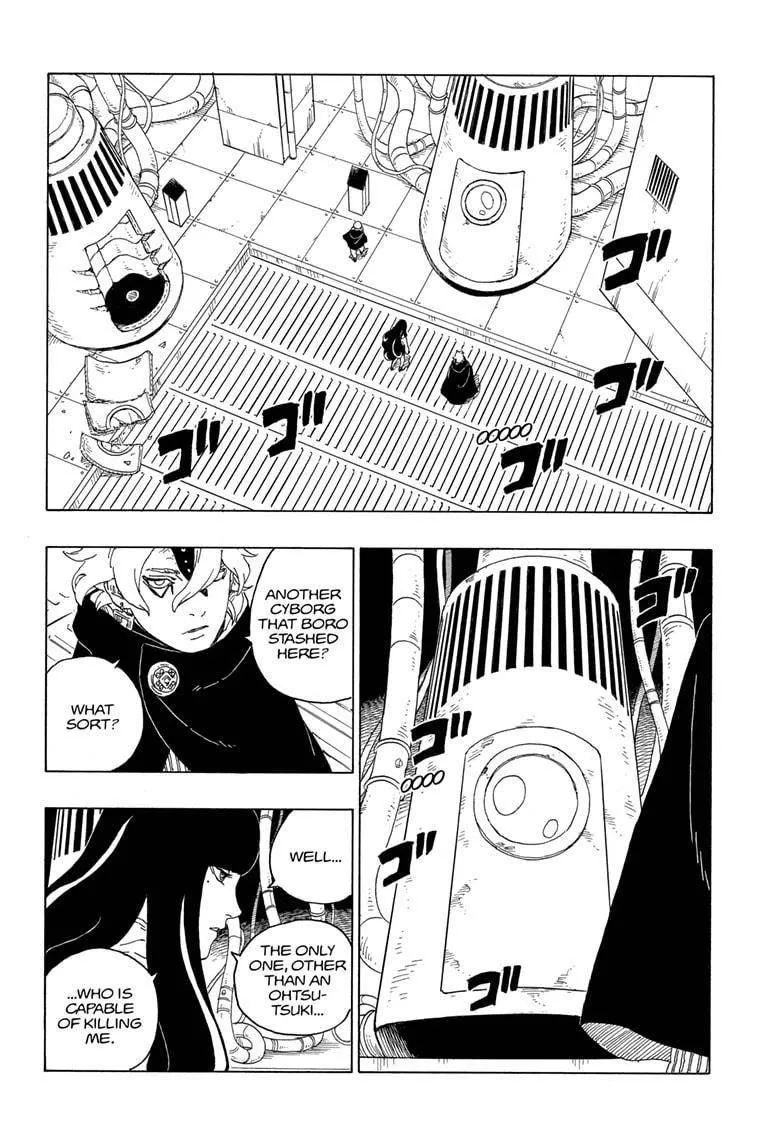 ゴ
ゴ
ゴ
OOOOO
ゴ
ゴ
ゴ
ゴ
OOOO
ゴ
ゴ
ANOTHER
CYBORG
THAT BORO
STASHED
HERE?
WHAT
SORT?
WELL...
THE ONLY
ONE, OTHER
THAN AN
OHTSU-
TSUKI...
...WHO IS
CAPABLE
OF KILLING
ME.